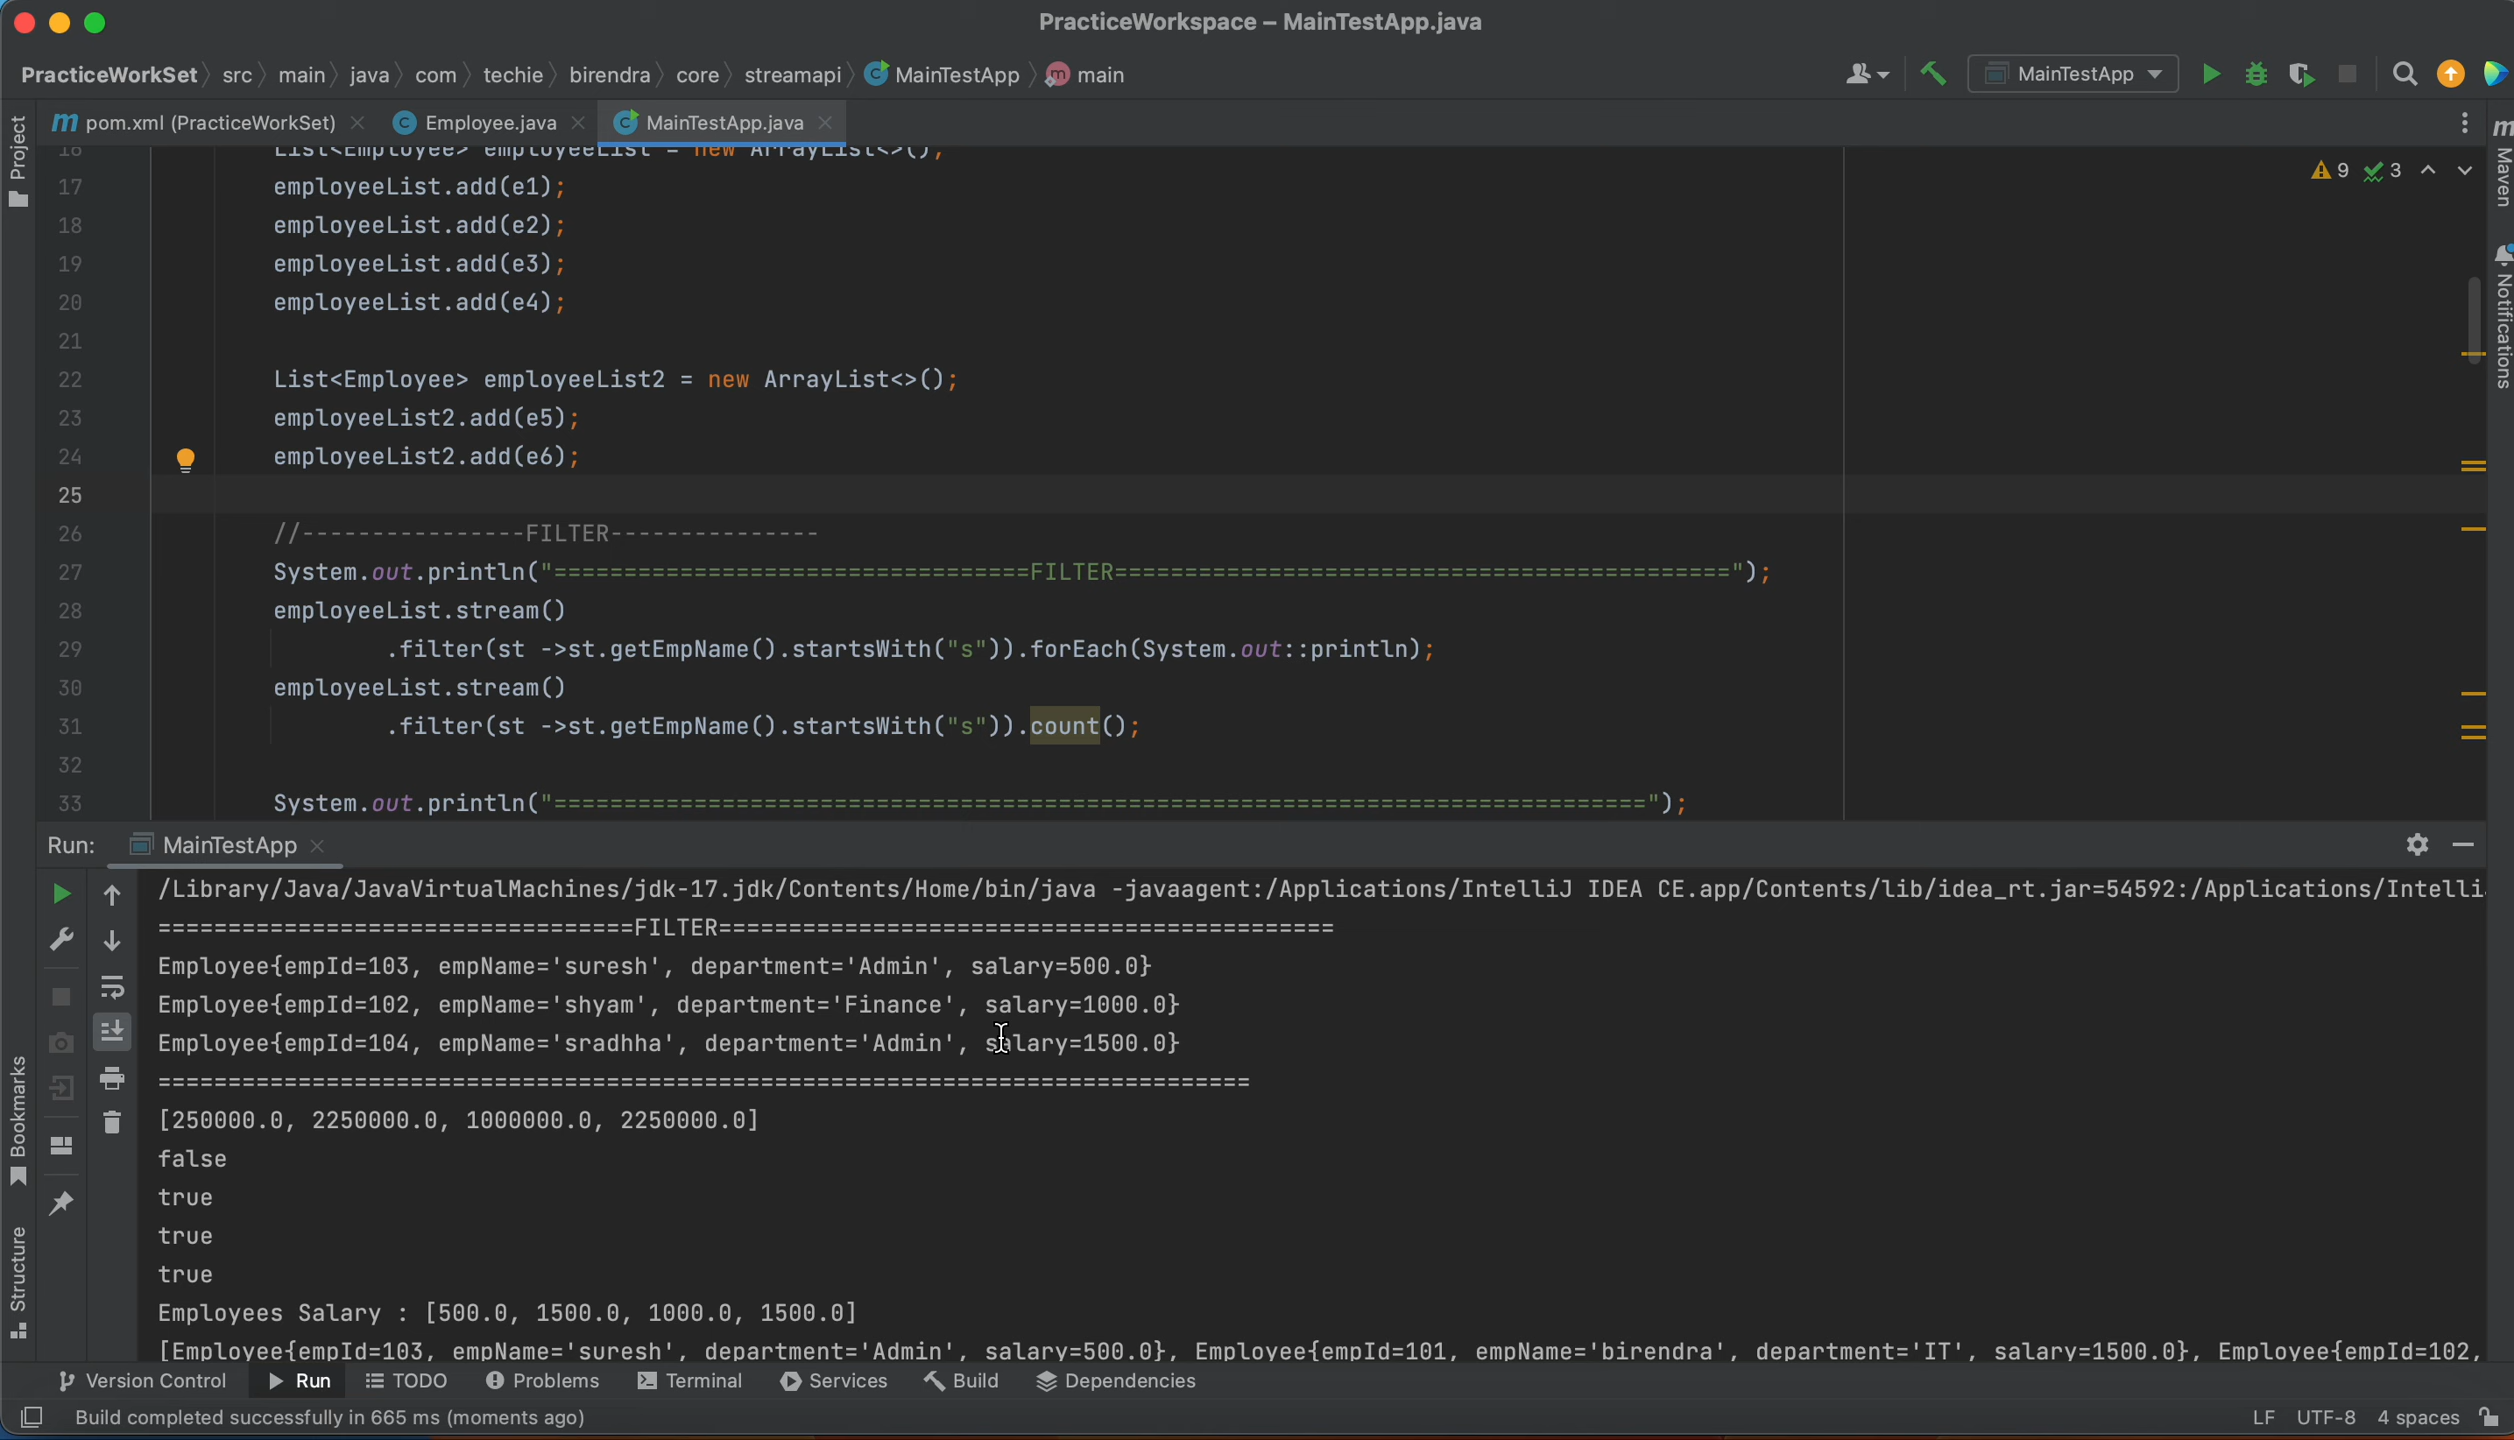 PracticeWorkspace – MainTestApp.java
PracticeWorkSet src main java com techie birendra core streamapi MainTestApp main
MainTestApp
Project
pom.xml (PracticeWorkSet)
Employee.java
MainTestApp.java
16 List<Employee> employeeList = new ArrayList<>();
17 employeeList.add(e1);
18 employeeList.add(e2);
19 employeeList.add(e3);
20 employeeList.add(e4);
21
22 List<Employee> employeeList2 = new ArrayList<>();
23 employeeList2.add(e5);
24 employeeList2.add(e6);
25
26 //----------------FILTER---------------
27 System.out.println("==================================FILTER============================================");
28 employeeList.stream()
29 .filter(st ->st.getEmpName().startsWith("s")).forEach(System.out::println);
30 employeeList.stream()
31 .filter(st ->st.getEmpName().startsWith("s")).count();
32
33 System.out.println("==============================================================================");
9 3
Maven
Notifications
Run: MainTestApp
/Library/Java/JavaVirtualMachines/jdk-17.jdk/Contents/Home/bin/java -javaagent:/Applications/IntelliJ IDEA CE.app/Contents/lib/idea_rt.jar=54592:/Applications/Intelli
==================================FILTER============================================
Employee{empId=103, empName='suresh', department='Admin', salary=500.0}
Employee{empId=102, empName='shyam', department='Finance', salary=1000.0}
Employee{empId=104, empName='sradhha', department='Admin', salary=1500.0}
==============================================================================
[250000.0, 2250000.0, 1000000.0, 2250000.0]
false
true
true
true
Employees Salary : [500.0, 1500.0, 1000.0, 1500.0]
[Employee{empId=103, empName='suresh', department='Admin', salary=500.0}, Employee{empId=101, empName='birendra', department='IT', salary=1500.0}, Employee{empId=102,
Bookmarks
Structure
Version Control Run TODO Problems Terminal Services Build Dependencies
Build completed successfully in 665 ms (moments ago)
LF UTF-8 4 spaces